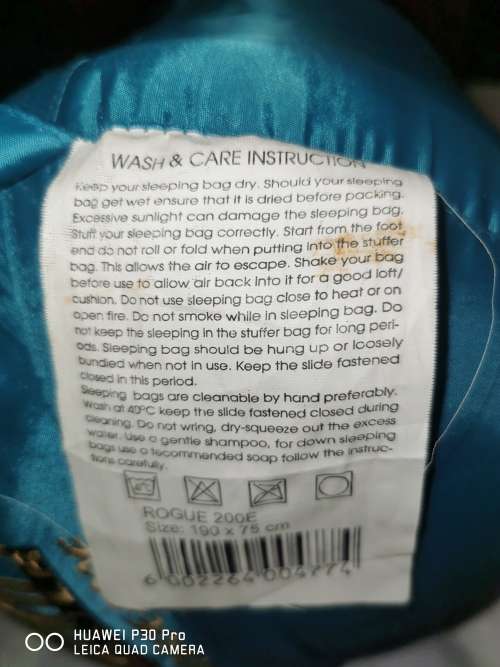 WASH & CARE INSTRUCTION
Keep your sleeping bag dry. Should your sleeping
bag get wet ensure that it is dried before packing.
Excessive sunlight can damage the sleeping bag.
Stuff your sleeping bag correctly. Start from the foot
end do not roll or fold when putting into the stuffer
bag. This allows the air to escape. Shake your bag
before use to allow air back into it for a good loft/
cushion. Do not use sleeping bag close to heat or on
open fire. Do not smoke while in sleeping bag. Do
not keep the sleeping in the stuffer bag for long peri-
ods. Sleeping bag should be hung up or loosely
bundled when not in use. Keep the slide fastened
closed in this period.
Sleeping bags are cleanable by hand preferably.
Wash at 40°C keep the slide fastened closed during
cleaning. Do not wring, dry-squeeze out the excess
water. Use a gentle shampoo, for down sleeping
bags use a recommended soap follow the instruc-
tions carefully.
ROGUE 200E
Size: 190 x 75 cm
6 002264 004774
HUAWEI P30 Pro
LEICA QUAD CAMERA